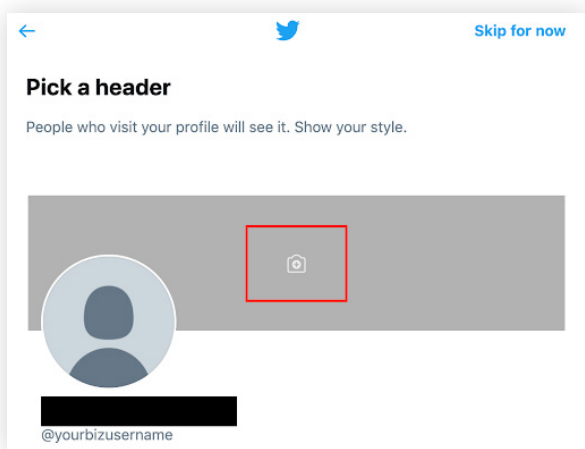 Skip for now
Pick a header
People who visit your profile will see it. Show your style.
@yourbizusername